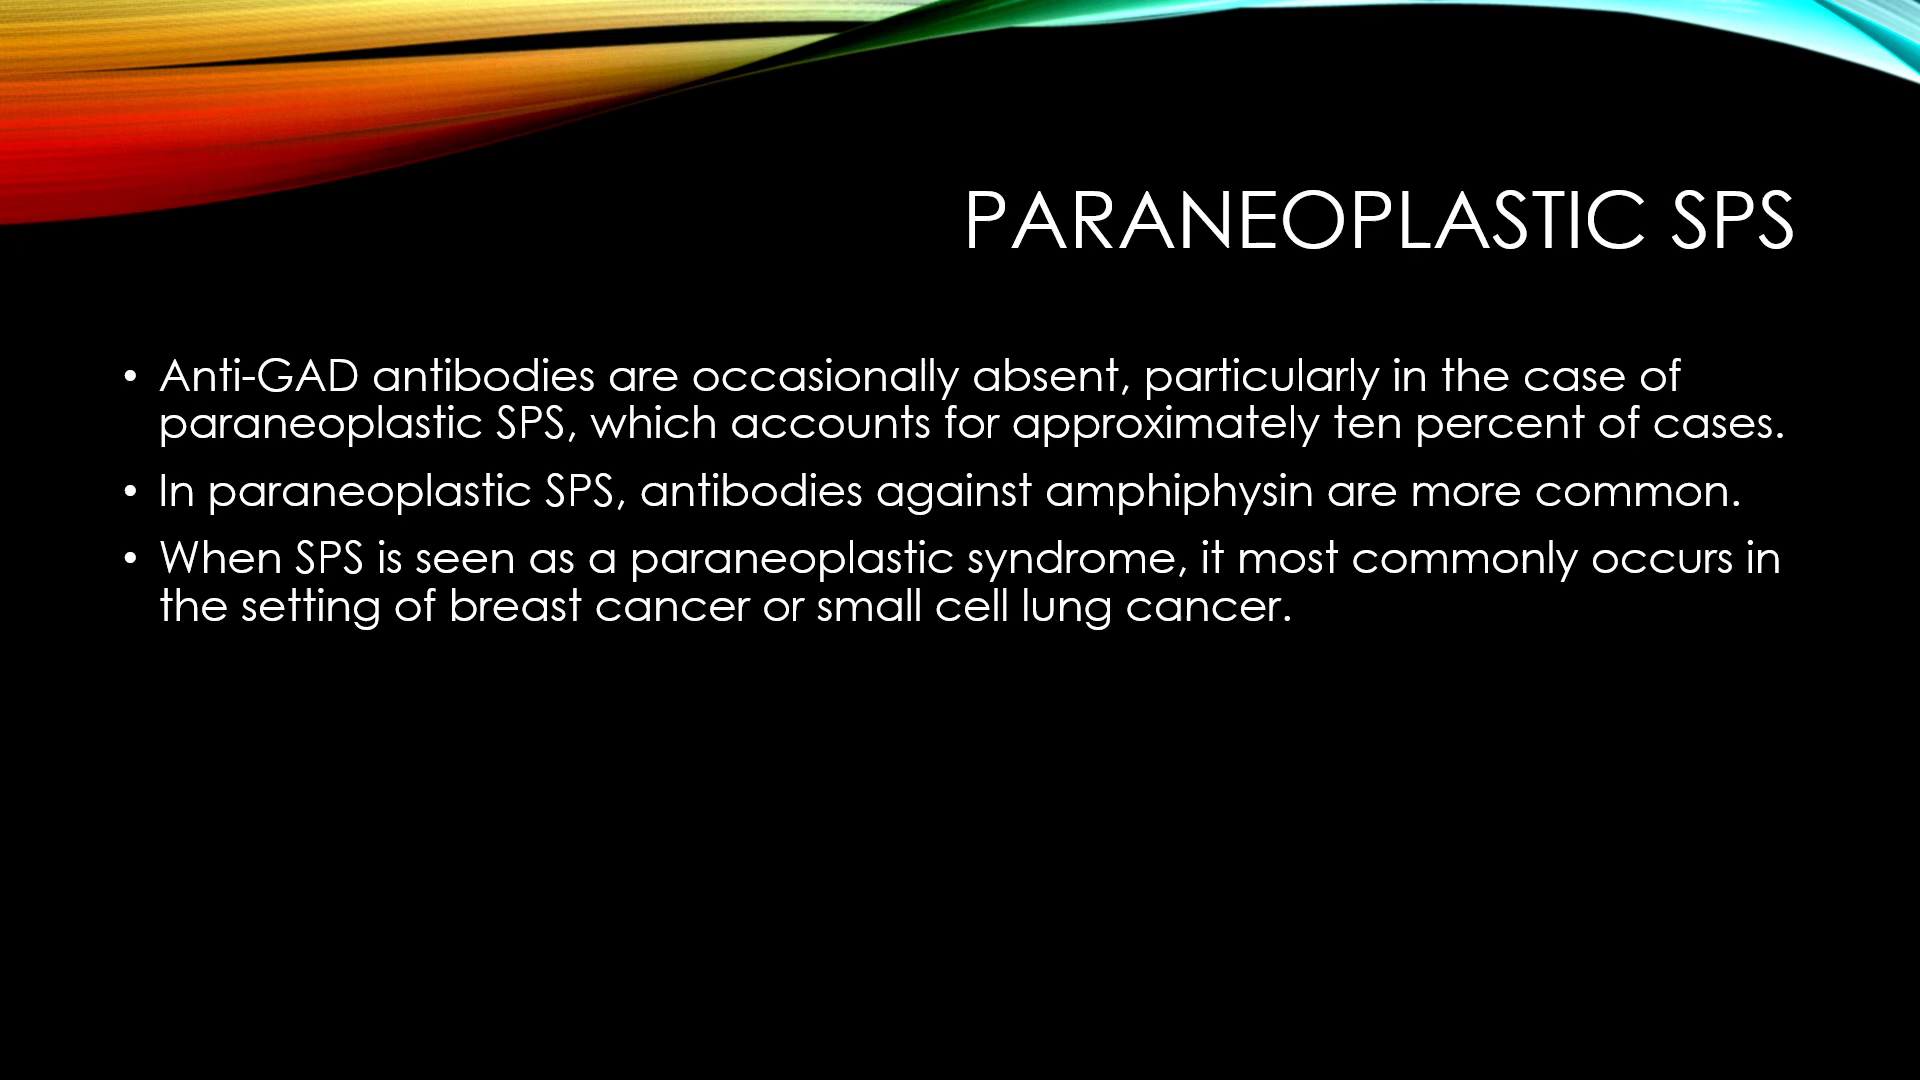 PARANEOPLASTIC SPS
• Anti-GAD antibodies are occasionally absent, particularly in the case of
paraneoplastic SPS, which accounts for approximately ten percent of cases.
• In paraneoplastic SPS, antibodies against amphiphysin are more common.
• When SPS is seen as a paraneoplastic syndrome, it most commonly occurs in
the setting of breast cancer or small cell lung cancer.